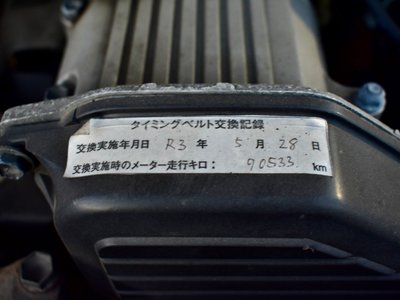 タイミングベルト交換記録
交換実施年月日 R3 年 5 月 28 日
交換実施時のメーター走行キロ: 90533 km